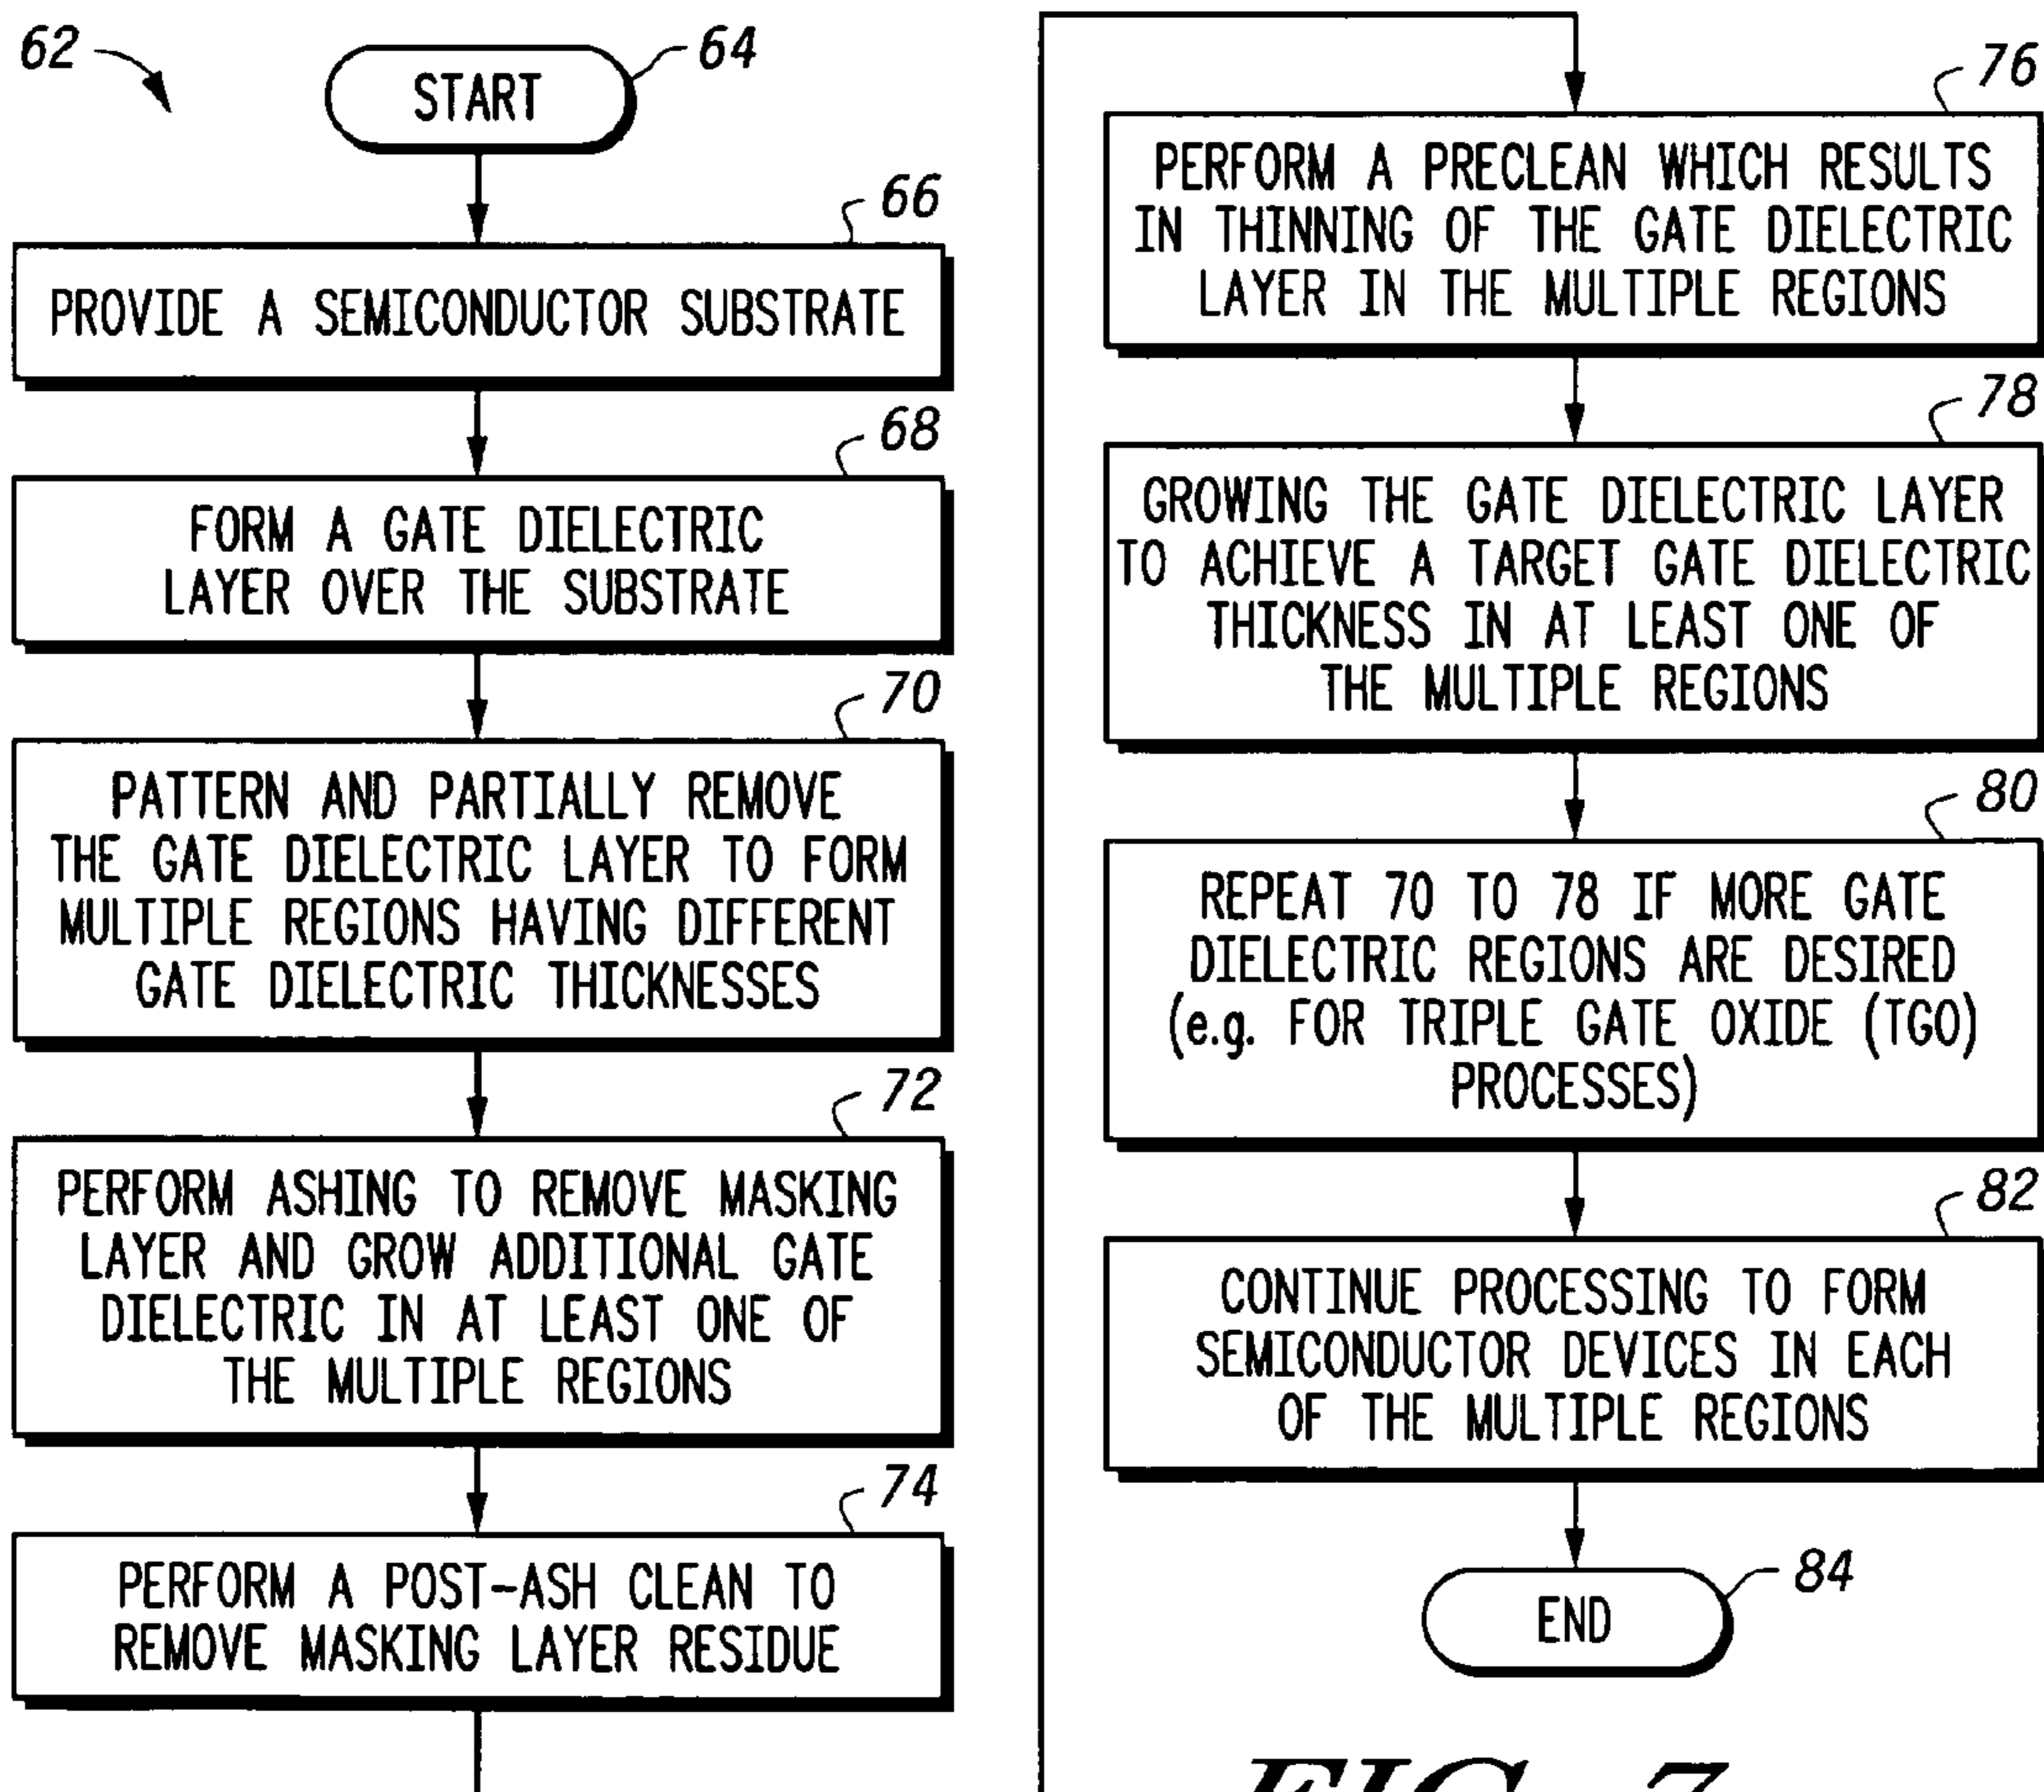 62
64
START
66
PROVIDE A SEMICONDUCTOR SUBSTRATE
68
FORM A GATE DIELECTRIC
LAYER OVER THE SUBSTRATE
70
PATTERN AND PARTIALLY REMOVE
THE GATE DIELECTRIC LAYER TO FORM
MULTIPLE REGIONS HAVING DIFFERENT
GATE DIELECTRIC THICKNESSES
72
PERFORM ASHING TO REMOVE MASKING
LAYER AND GROW ADDITIONAL GATE
DIELECTRIC IN AT LEAST ONE OF
THE MULTIPLE REGIONS
74
PERFORM A POST-ASH CLEAN TO
REMOVE MASKING LAYER RESIDUE
76
PERFORM A PRECLEAN WHICH RESULTS
IN THINNING OF THE GATE DIELECTRIC
LAYER IN THE MULTIPLE REGIONS
78
GROWING THE GATE DIELECTRIC LAYER
TO ACHIEVE A TARGET GATE DIELECTRIC
THICKNESS IN AT LEAST ONE OF
THE MULTIPLE REGIONS
80
REPEAT 70 TO 78 IF MORE GATE
DIELECTRIC REGIONS ARE DESIRED
(e.g. FOR TRIPLE GATE OXIDE (TGO)
PROCESSES)
82
CONTINUE PROCESSING TO FORM
SEMICONDUCTOR DEVICES IN EACH
OF THE MULTIPLE REGIONS
84
END
FIG. 7